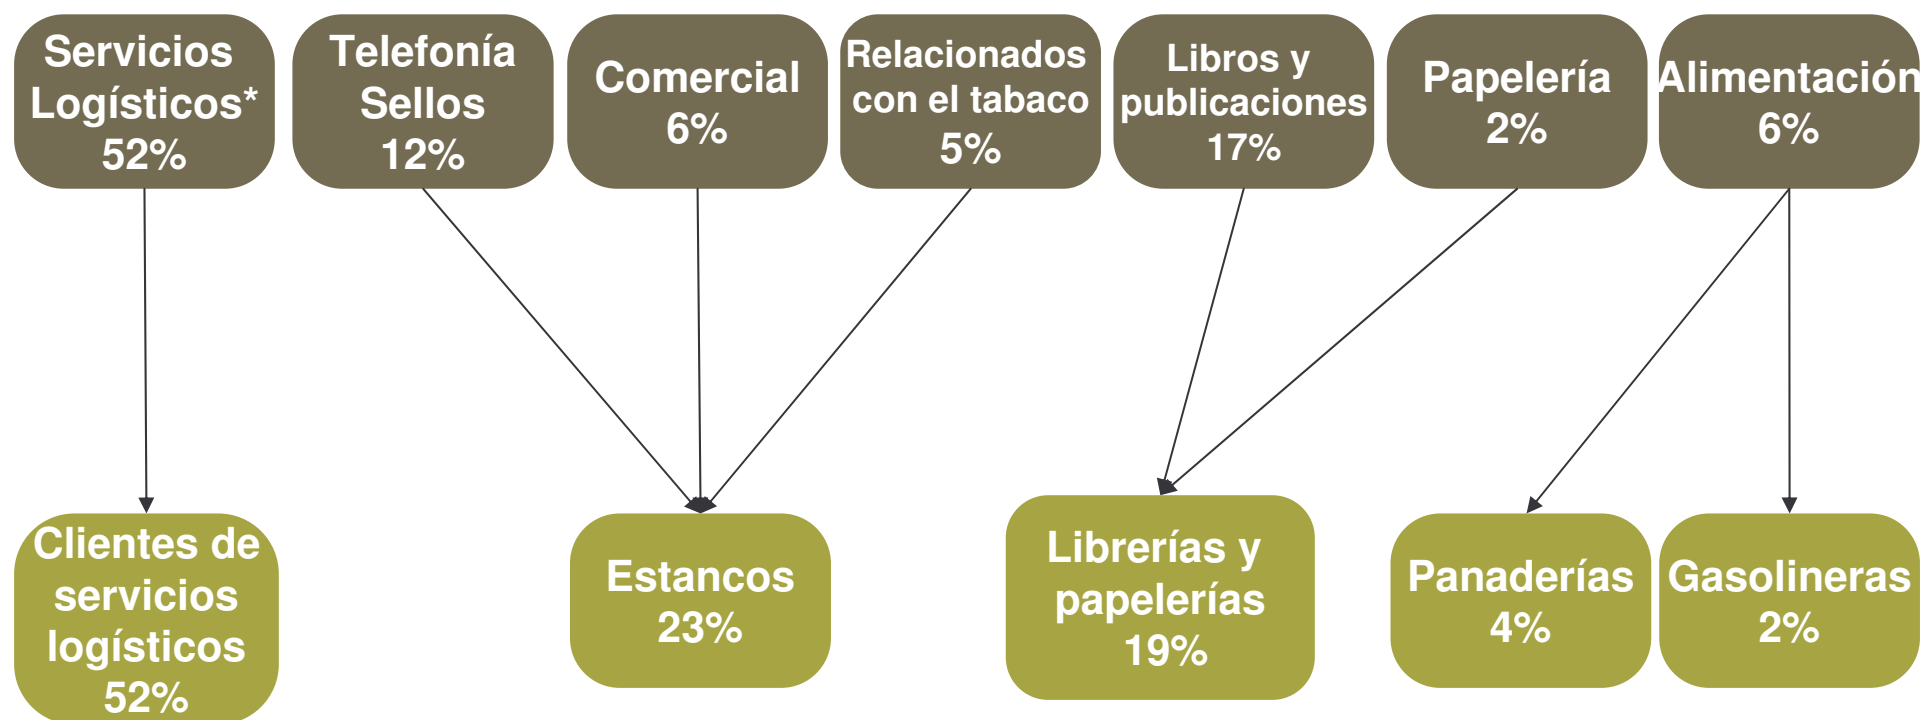 Servicios
Logísticos*
52%
Telefonía
Sellos
12%
Comercial
6%
Relacionados
con el tabaco
5%
Libros y
publicaciones
17%
Papelería
2%
Alimentación
6%
Clientes de
servicios
logísticos
52%
Estancos
23%
Librerías y
papelerías
19%
Panaderías
4%
Gasolineras
2%